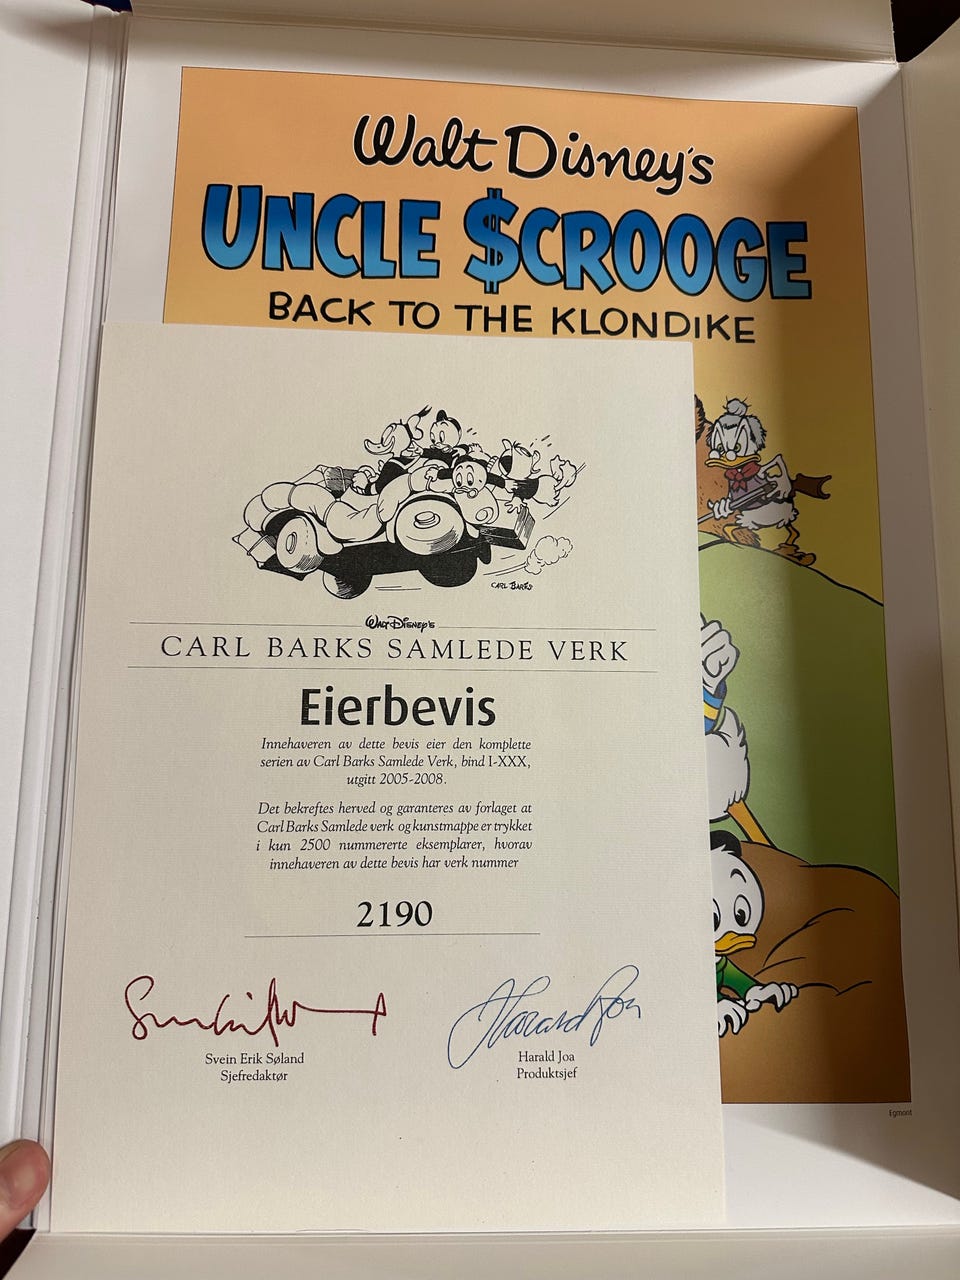 Walt Disney's
UNCLE $CROOGE
BACK TO THE KLONDIKE
CARL BARKS
WALT DISNEY'S
CARL BARKS SAMLEDE VERK
Eierbevis
Innehaveren av dette bevis eier den komplette
serien av Carl Barks Samlede Verk, bind I-XXX,
utgitt 2005-2008.
Det bekreftes herved og garanteres av forlaget at
Carl Barks Samlede verk og kunstmappe er trykket
i kun 2500 nummererte eksemplarer, hvorav
innehaveren av dette bevis har verk nummer
2190
Svein Erik Søland
Sjefredaktør
Harald Joa
Harald Joa
Produktsjef
Egmont